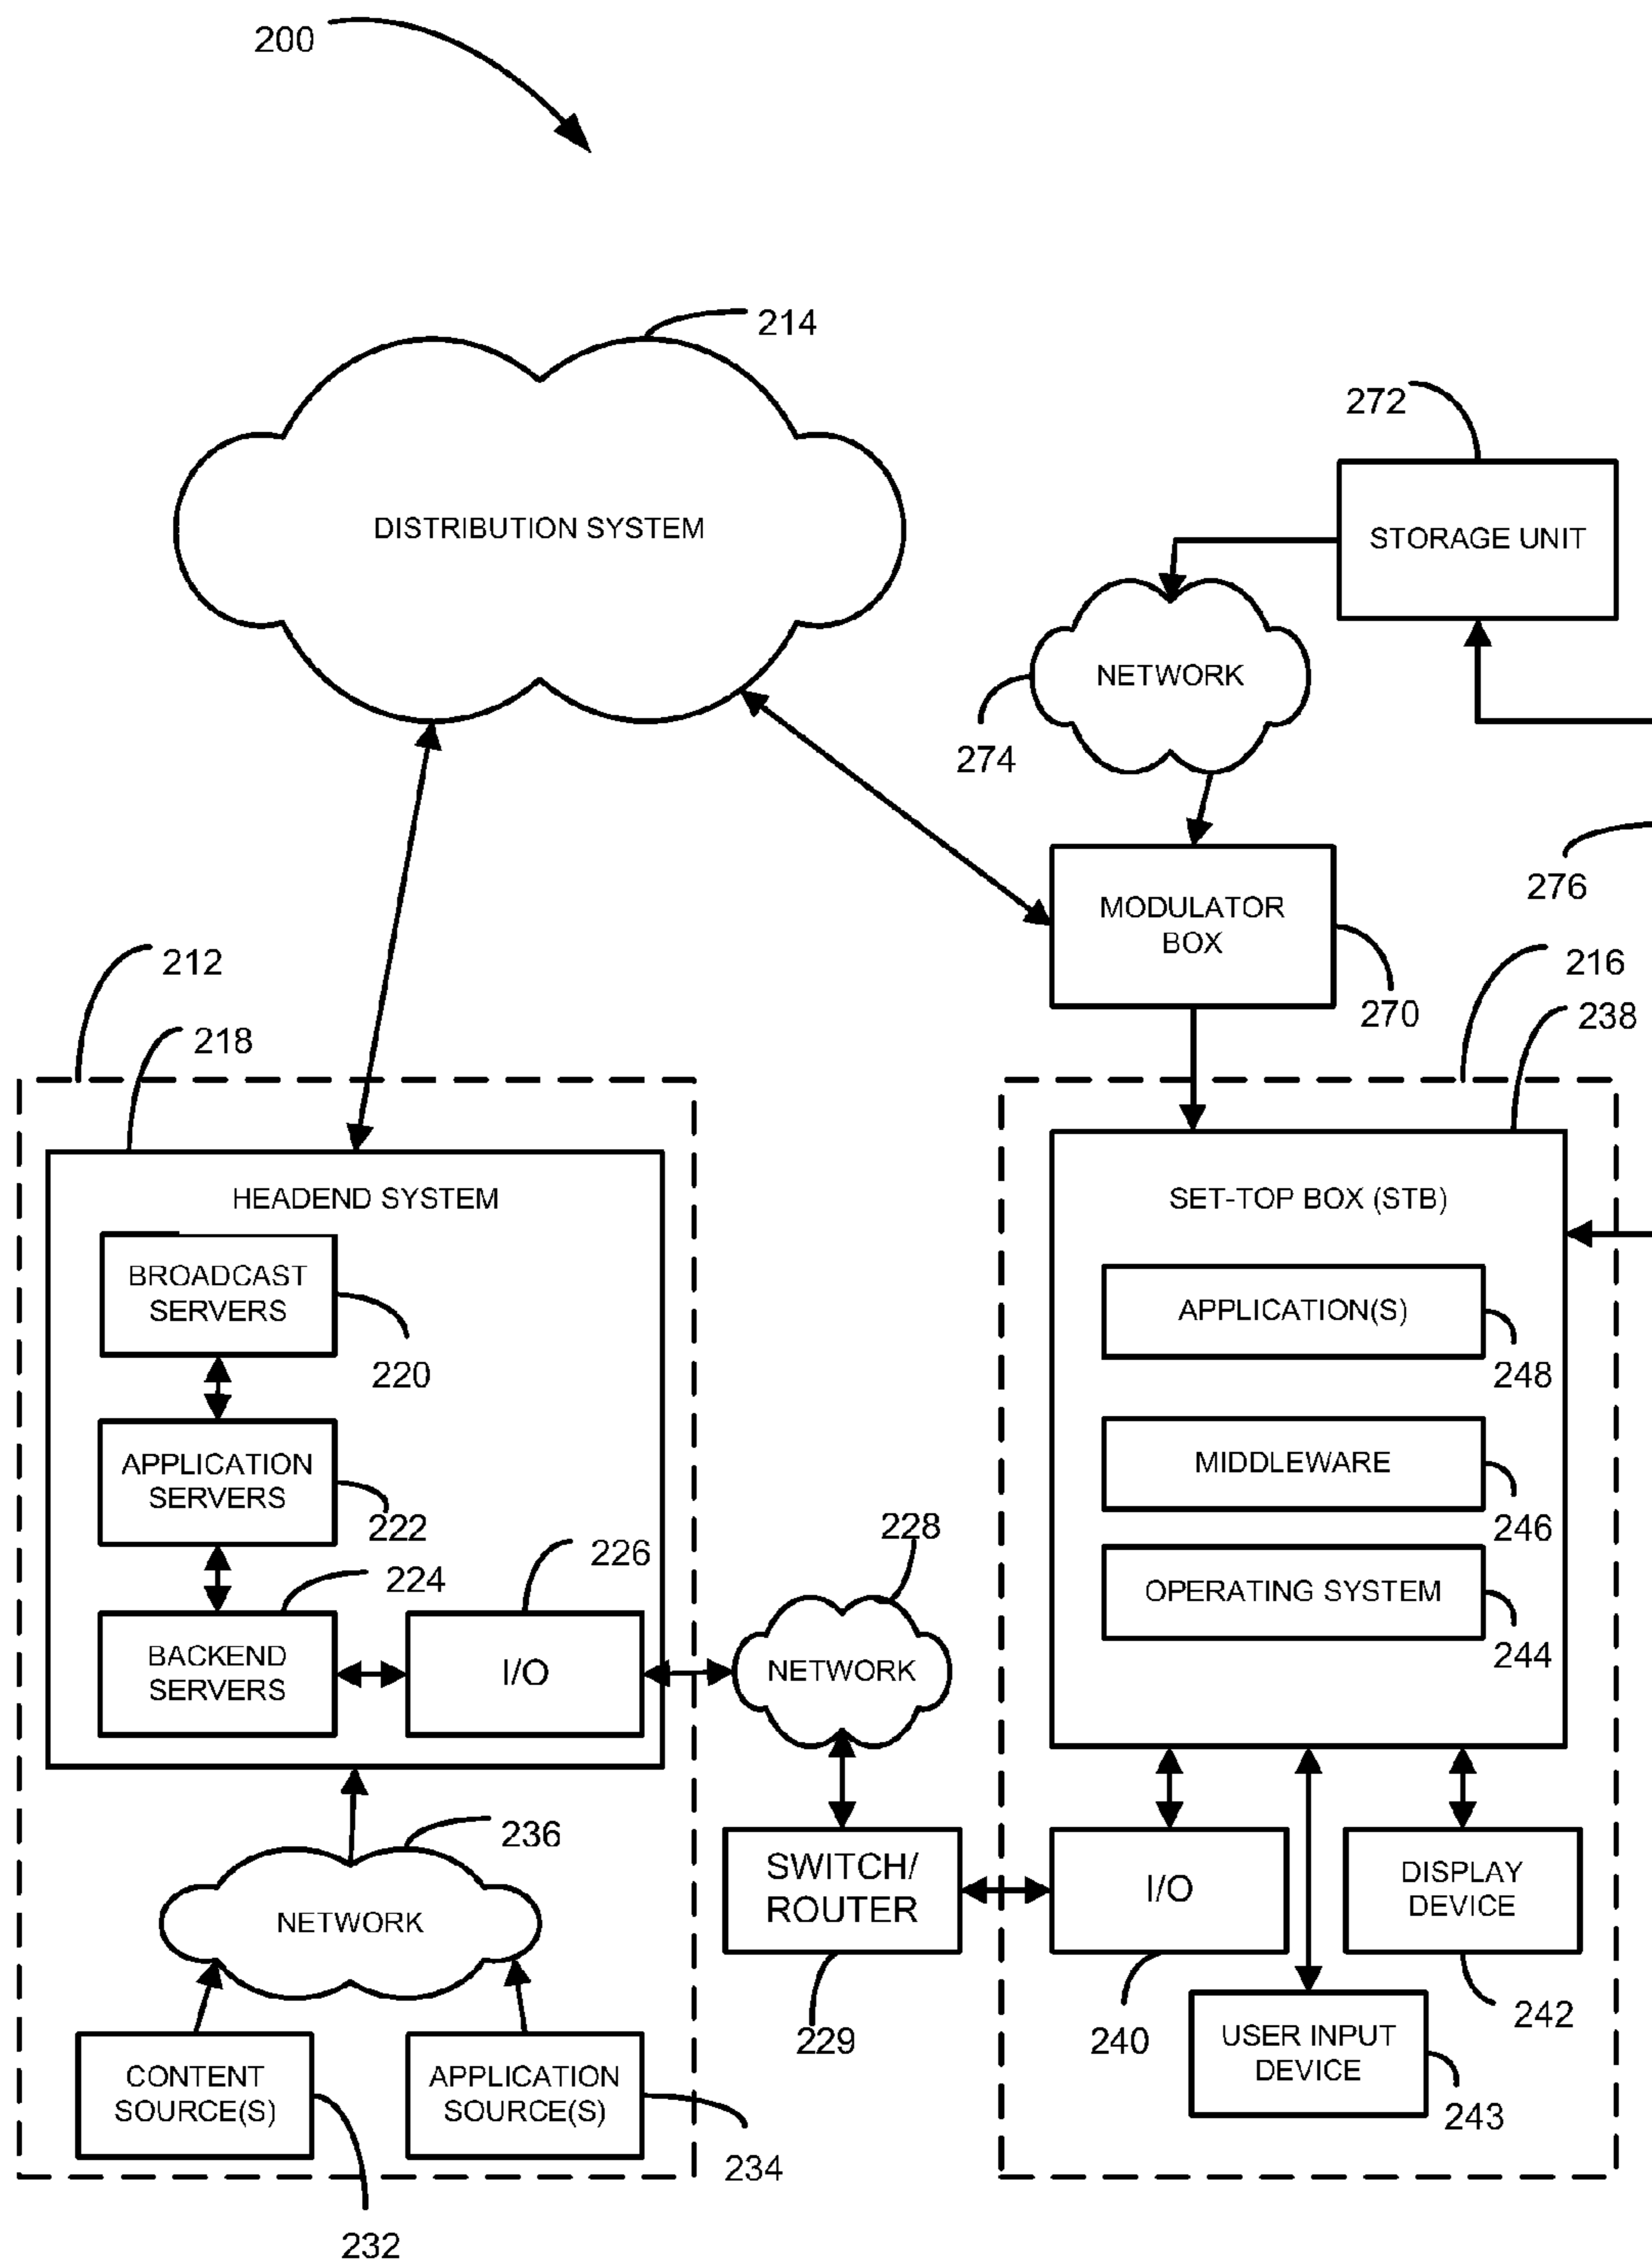 200
214
DISTRIBUTION SYSTEM
272
STORAGE UNIT
NETWORK
274
276
MODULATOR
BOX
270
212
218
216
238
HEADEND SYSTEM
BROADCAST
SERVERS
220
APPLICATION
SERVERS
222
224
226
BACKEND
SERVERS
I/O
228
NETWORK
SET-TOP BOX (STB)
APPLICATION(S)
248
MIDDLEWARE
246
OPERATING SYSTEM
244
236
NETWORK
SWITCH/
ROUTER
229
I/O
240
DISPLAY
DEVICE
242
USER INPUT
DEVICE
243
CONTENT
SOURCE(S)
232
APPLICATION
SOURCE(S)
234